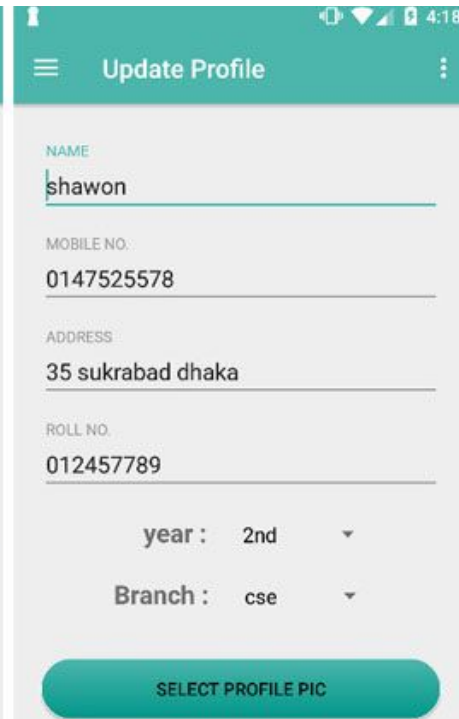 4:18
Update Profile
NAME
shawon
MOBILE NO.
0147525578
ADDRESS
35 sukrabad dhaka
ROLL NO.
012457789
year : 2nd
Branch : cse
SELECT PROFILE PIC